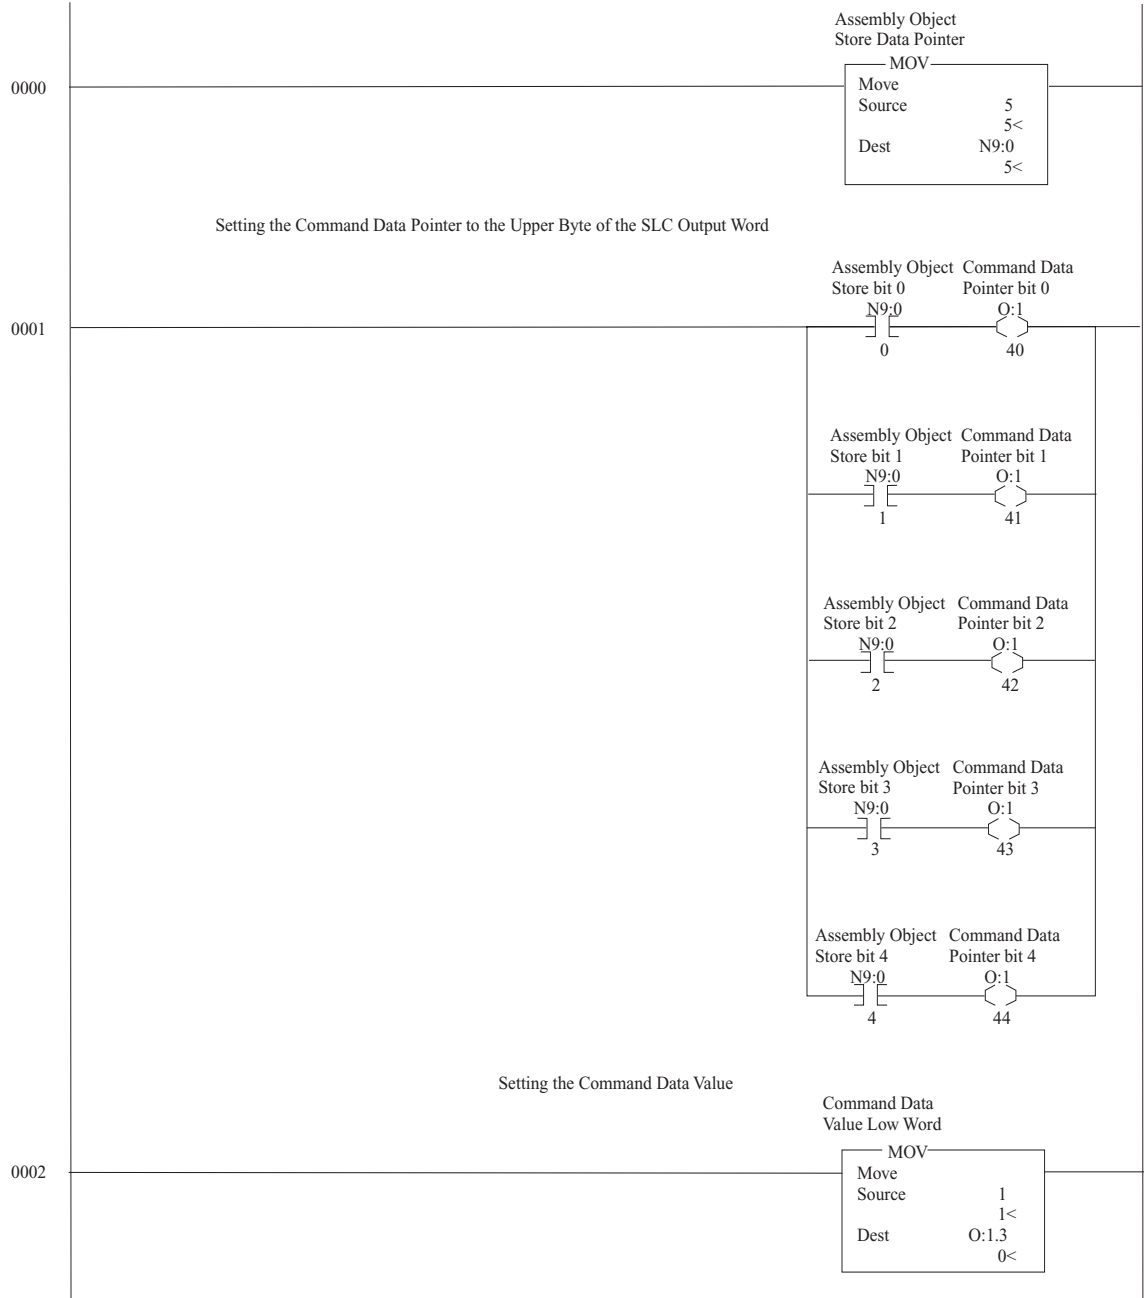 Assembly Object
Store Data Pointer
MOV
0000
Move
Source 5
5<
Dest N9:0
5<
Setting the Command Data Pointer to the Upper Byte of the SLC Output Word
Assembly Object Command Data
Store bit 0 Pointer bit 0
N9:0 O:1
0001
0 40
Assembly Object Command Data
Store bit 1 Pointer bit 1
N9:0 O:1
1 41
Assembly Object Command Data
Store bit 2 Pointer bit 2
N9:0 O:1
2 42
Assembly Object Command Data
Store bit 3 Pointer bit 3
N9:0 O:1
3 43
Assembly Object Command Data
Store bit 4 Pointer bit 4
N9:0 O:1
4 44
Setting the Command Data Value
Command Data
Value Low Word
MOV
0002
Move
Source 1
1<
Dest O:1.3
0<